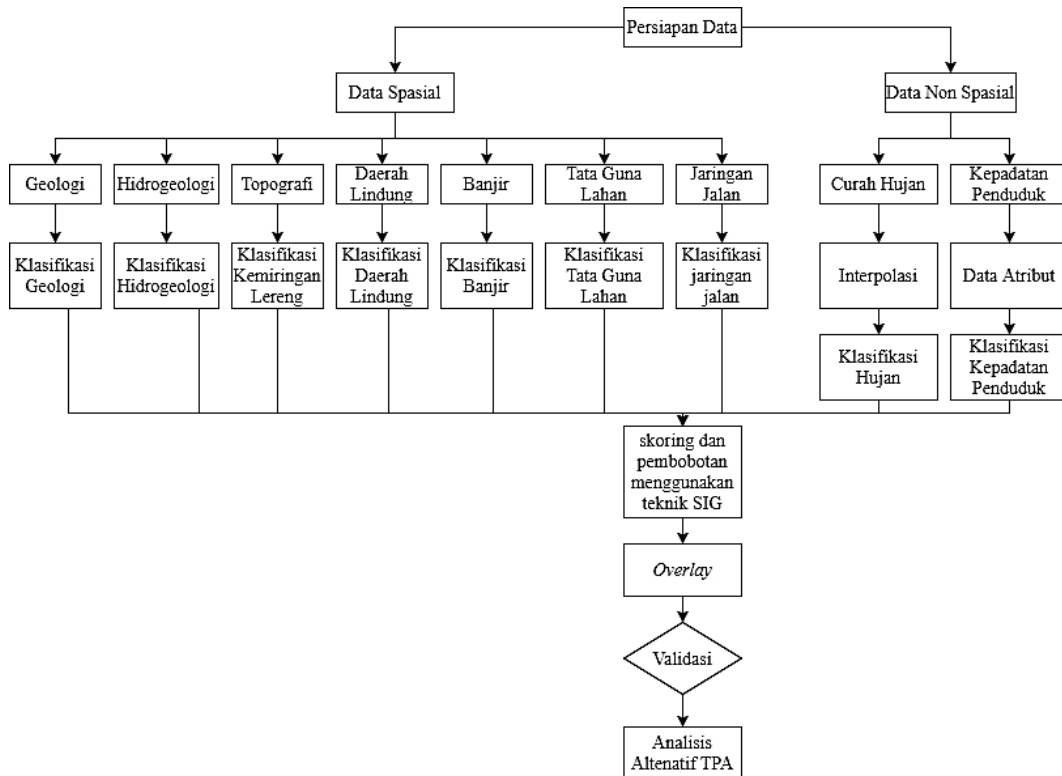 Persiapan Data
Data Spasial
Data Non Spasial
Geologi
Hidrogeologi
Topografi
Daerah
Lindung
Banjir
Tata Guna
Lahan
Jaringan
Jalan
Curah Hujan
Kepadatan
Penduduk
Klasifikasi
Geologi
Klasifikasi
Hidrogeologi
Klasifikasi
Kemiringan
Lereng
Klasifikasi
Daerah
Lindung
Klasifikasi
Banjir
Klasifikasi
Tata Guna
Lahan
Klasifikasi
jaringan
jalan
Interpolasi
Data Atribut
Klasifikasi
Hujan
Klasifikasi
Kepadatan
Penduduk
skoring dan
pembobotan
menggunakan
teknik SIG
Overlay
Validasi
Analisis
Altenatif TPA